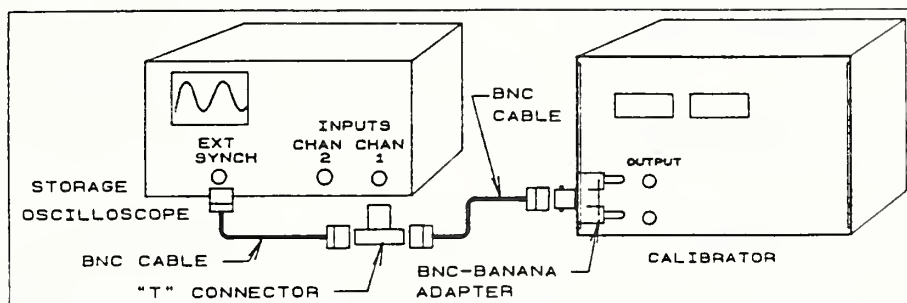 BNC
CABLE
INPUTS
EXT
SYNCH
CHAN
2
CHAN
1
OUTPUT
STORAGE
OSCILLOSCOPE
BNC CABLE
"T" CONNECTOR
BNC-BANANA
ADAPTER
CALIBRATOR